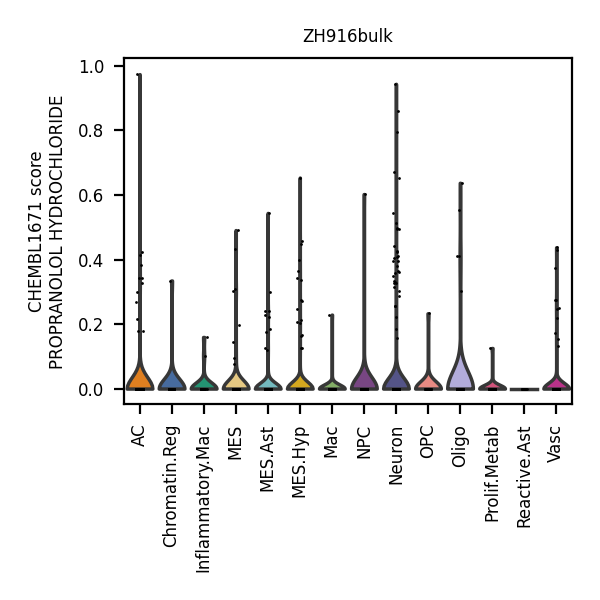 ZH916bulk
CHEMBL1671 score
PROPRANOLOL HYDROCHLORIDE
1.0
0.8
0.6
0.4
0.2
0.0
AC
Chromatin.Reg
Inflammatory.Mac
MES
MES.Ast
MES.Hyp
Mac
NPC
Neuron
OPC
Oligo
Prolif.Metab
Reactive.Ast
Vasc